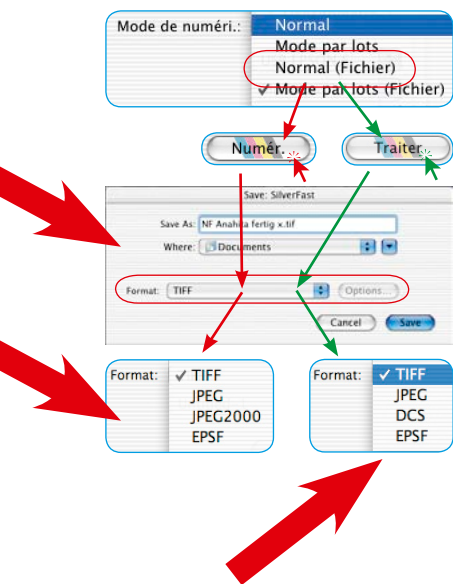 Mode de numéri.:
Normal
Mode par lots
Normal (Fichier)
✓ Mode par lots (Fichier)
Numér.
Traiter
Save: SilverFast
Save As: NF Anahita fertig x.tif
Where: Documents
Format: TIFF
Options...
Cancel Save
Format: ✓ TIFF
JPEG
JPEG2000
EPSF
Format: ✓ TIFF
JPEG
DCS
EPSF